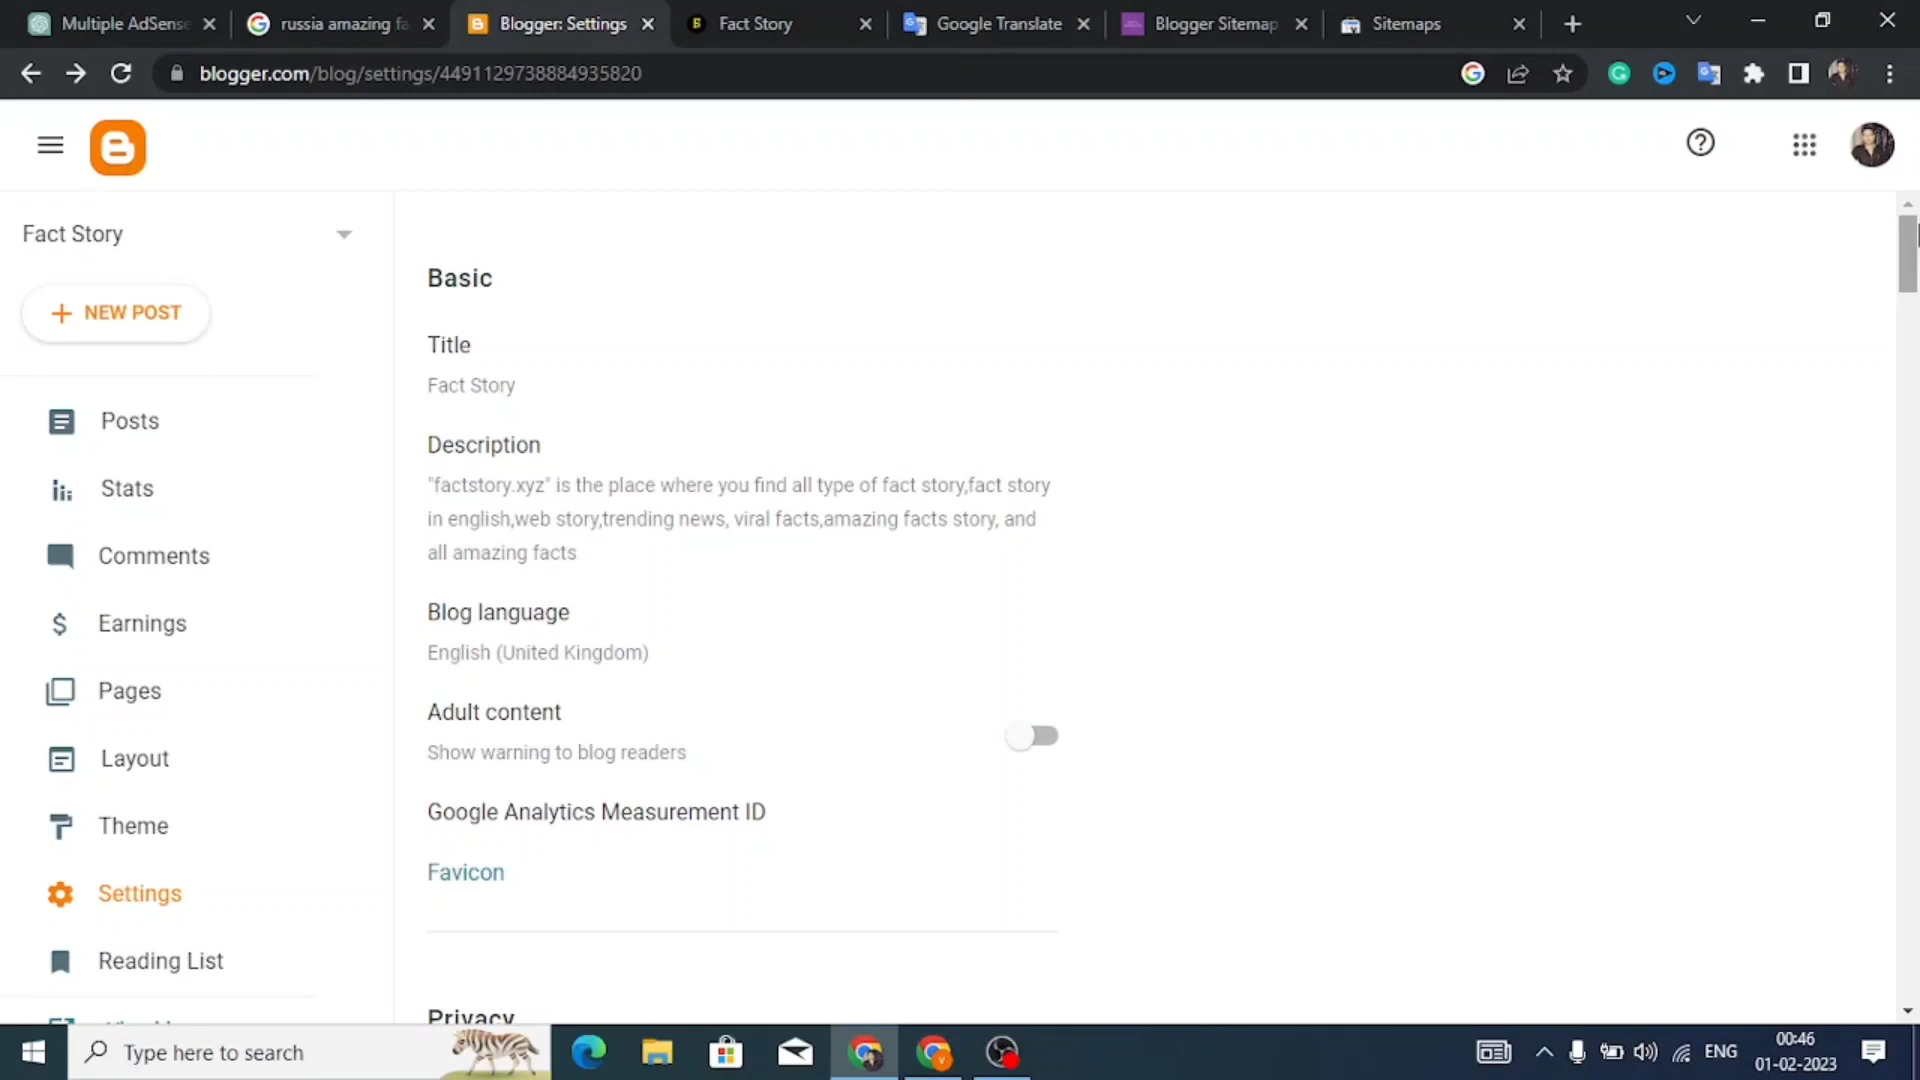 Multiple AdSense
russia amazing fa
Blogger: Settings
Fact Story
Google Translate
Blogger Sitemap
Sitemaps
blogger.com/blog/settings/4491129738884935820
Fact Story
NEW POST
Posts
Stats
Comments
Earnings
Pages
Layout
Theme
Settings
Reading List
Basic
Title
Fact Story
Description
"factstory.xyz" is the place where you find all type of fact story,fact story
in english,web story,trending news, viral facts,amazing facts story, and
all amazing facts
Blog language
English (United Kingdom)
Adult content
Show warning to blog readers
Google Analytics Measurement ID
Favicon
Privacy
Type here to search
ENG
00:46
01-02-2023